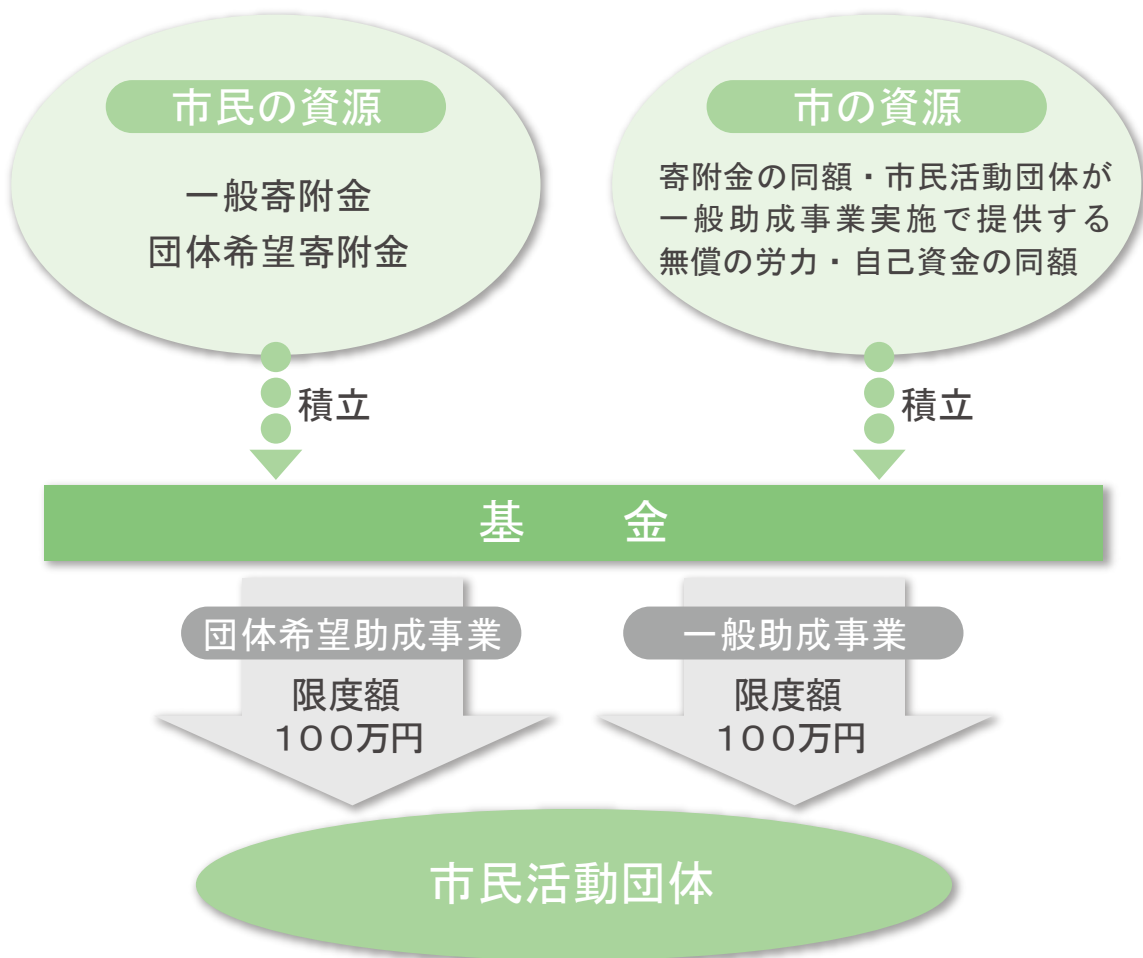 市民の資源
一般寄附金
団体希望寄附金
市の資源
寄附金の同額・市民活動団体が
一般助成事業実施で提供する
無償の労力・自己資金の同額
積立
積立
基　　金
団体希望助成事業
限度額
１００万円
一般助成事業
限度額
１００万円
市民活動団体